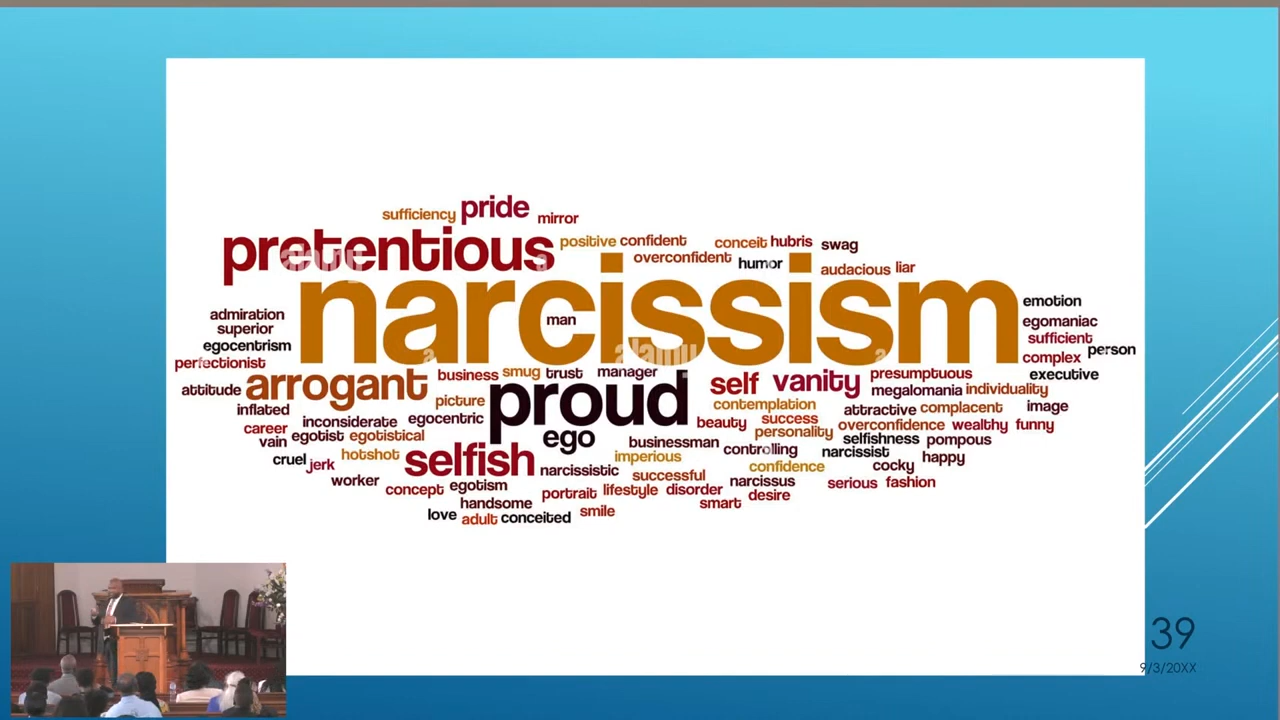 sufficiency pride mirror
pretentious positive confident conceit hubris swag
overconfident humor audacious liar
narcissism
man
alamy
a
alamy
a
a
admiration
superior
egocentrism
perfectionist
attitude arrogant business smug trust manager
inflated inconsiderate egocentric picture proud self vanity presumptuous
career
vain egotist egotistical ego
cruel jerk hotshot selfish narcissistic
worker
concept egotism
handsome
love adult conceited smile
portrait lifestyle disorder
businessman
imperious
successful
contemplation
beauty success
personality
controlling
confidence
narcissus
smart desire
emotion
egomaniac
sufficient
complex person
executive
megalomania individuality
attractive complacent image
overconfidence wealthy funny
selfishness pompous
narcissist happy
cocky
serious fashion
39
9/3/20XX